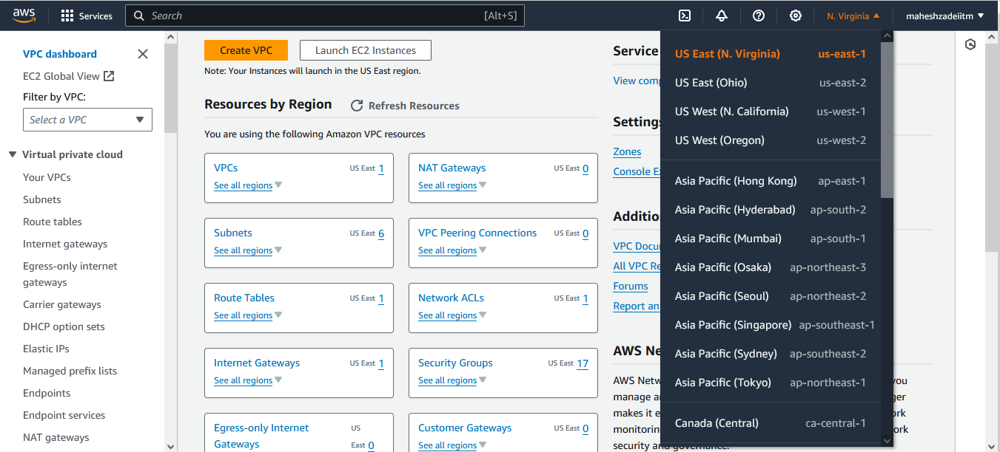 aws
Services
Search
[Alt+S]
N. Virginia
maheshzadeiitm
VPC dashboard
EC2 Global View
Filter by VPC:
Select a VPC
Virtual private cloud
Your VPCs
Subnets
Route tables
Internet gateways
Egress-only internet
gateways
Carrier gateways
DHCP option sets
Elastic IPs
Managed prefix lists
Endpoints
Endpoint services
NAT gateways
Create VPC
Launch EC2 Instances
Note: Your Instances will launch in the US East region.
Resources by Region
Refresh Resources
You are using the following Amazon VPC resources
VPCs US East 1
See all regions
NAT Gateways US East 0
See all regions
Subnets US East 6
See all regions
VPC Peering Connections US East 0
See all regions
Route Tables US East 1
See all regions
Network ACLs US East 1
See all regions
Internet Gateways US East 1
See all regions
Security Groups US East 17
See all regions
Egress-only Internet US
Gateways East 0
Customer Gateways US East 0
See all regions
Service
View comp
Settings
Zones
Console Ex
Additio
VPC Docu
All VPC Re
Forums
Report an
AWS Ne
AWS Netw
you
manage a
ger
makes it e
ork
monitorin
ork
security and governance.
US East (N. Virginia) us-east-1
US East (Ohio) us-east-2
US West (N. California) us-west-1
US West (Oregon) us-west-2
Asia Pacific (Hong Kong) ap-east-1
Asia Pacific (Hyderabad) ap-south-2
Asia Pacific (Mumbai) ap-south-1
Asia Pacific (Osaka) ap-northeast-3
Asia Pacific (Seoul) ap-northeast-2
Asia Pacific (Singapore) ap-southeast-1
Asia Pacific (Sydney) ap-southeast-2
Asia Pacific (Tokyo) ap-northeast-1
Canada (Central) ca-central-1